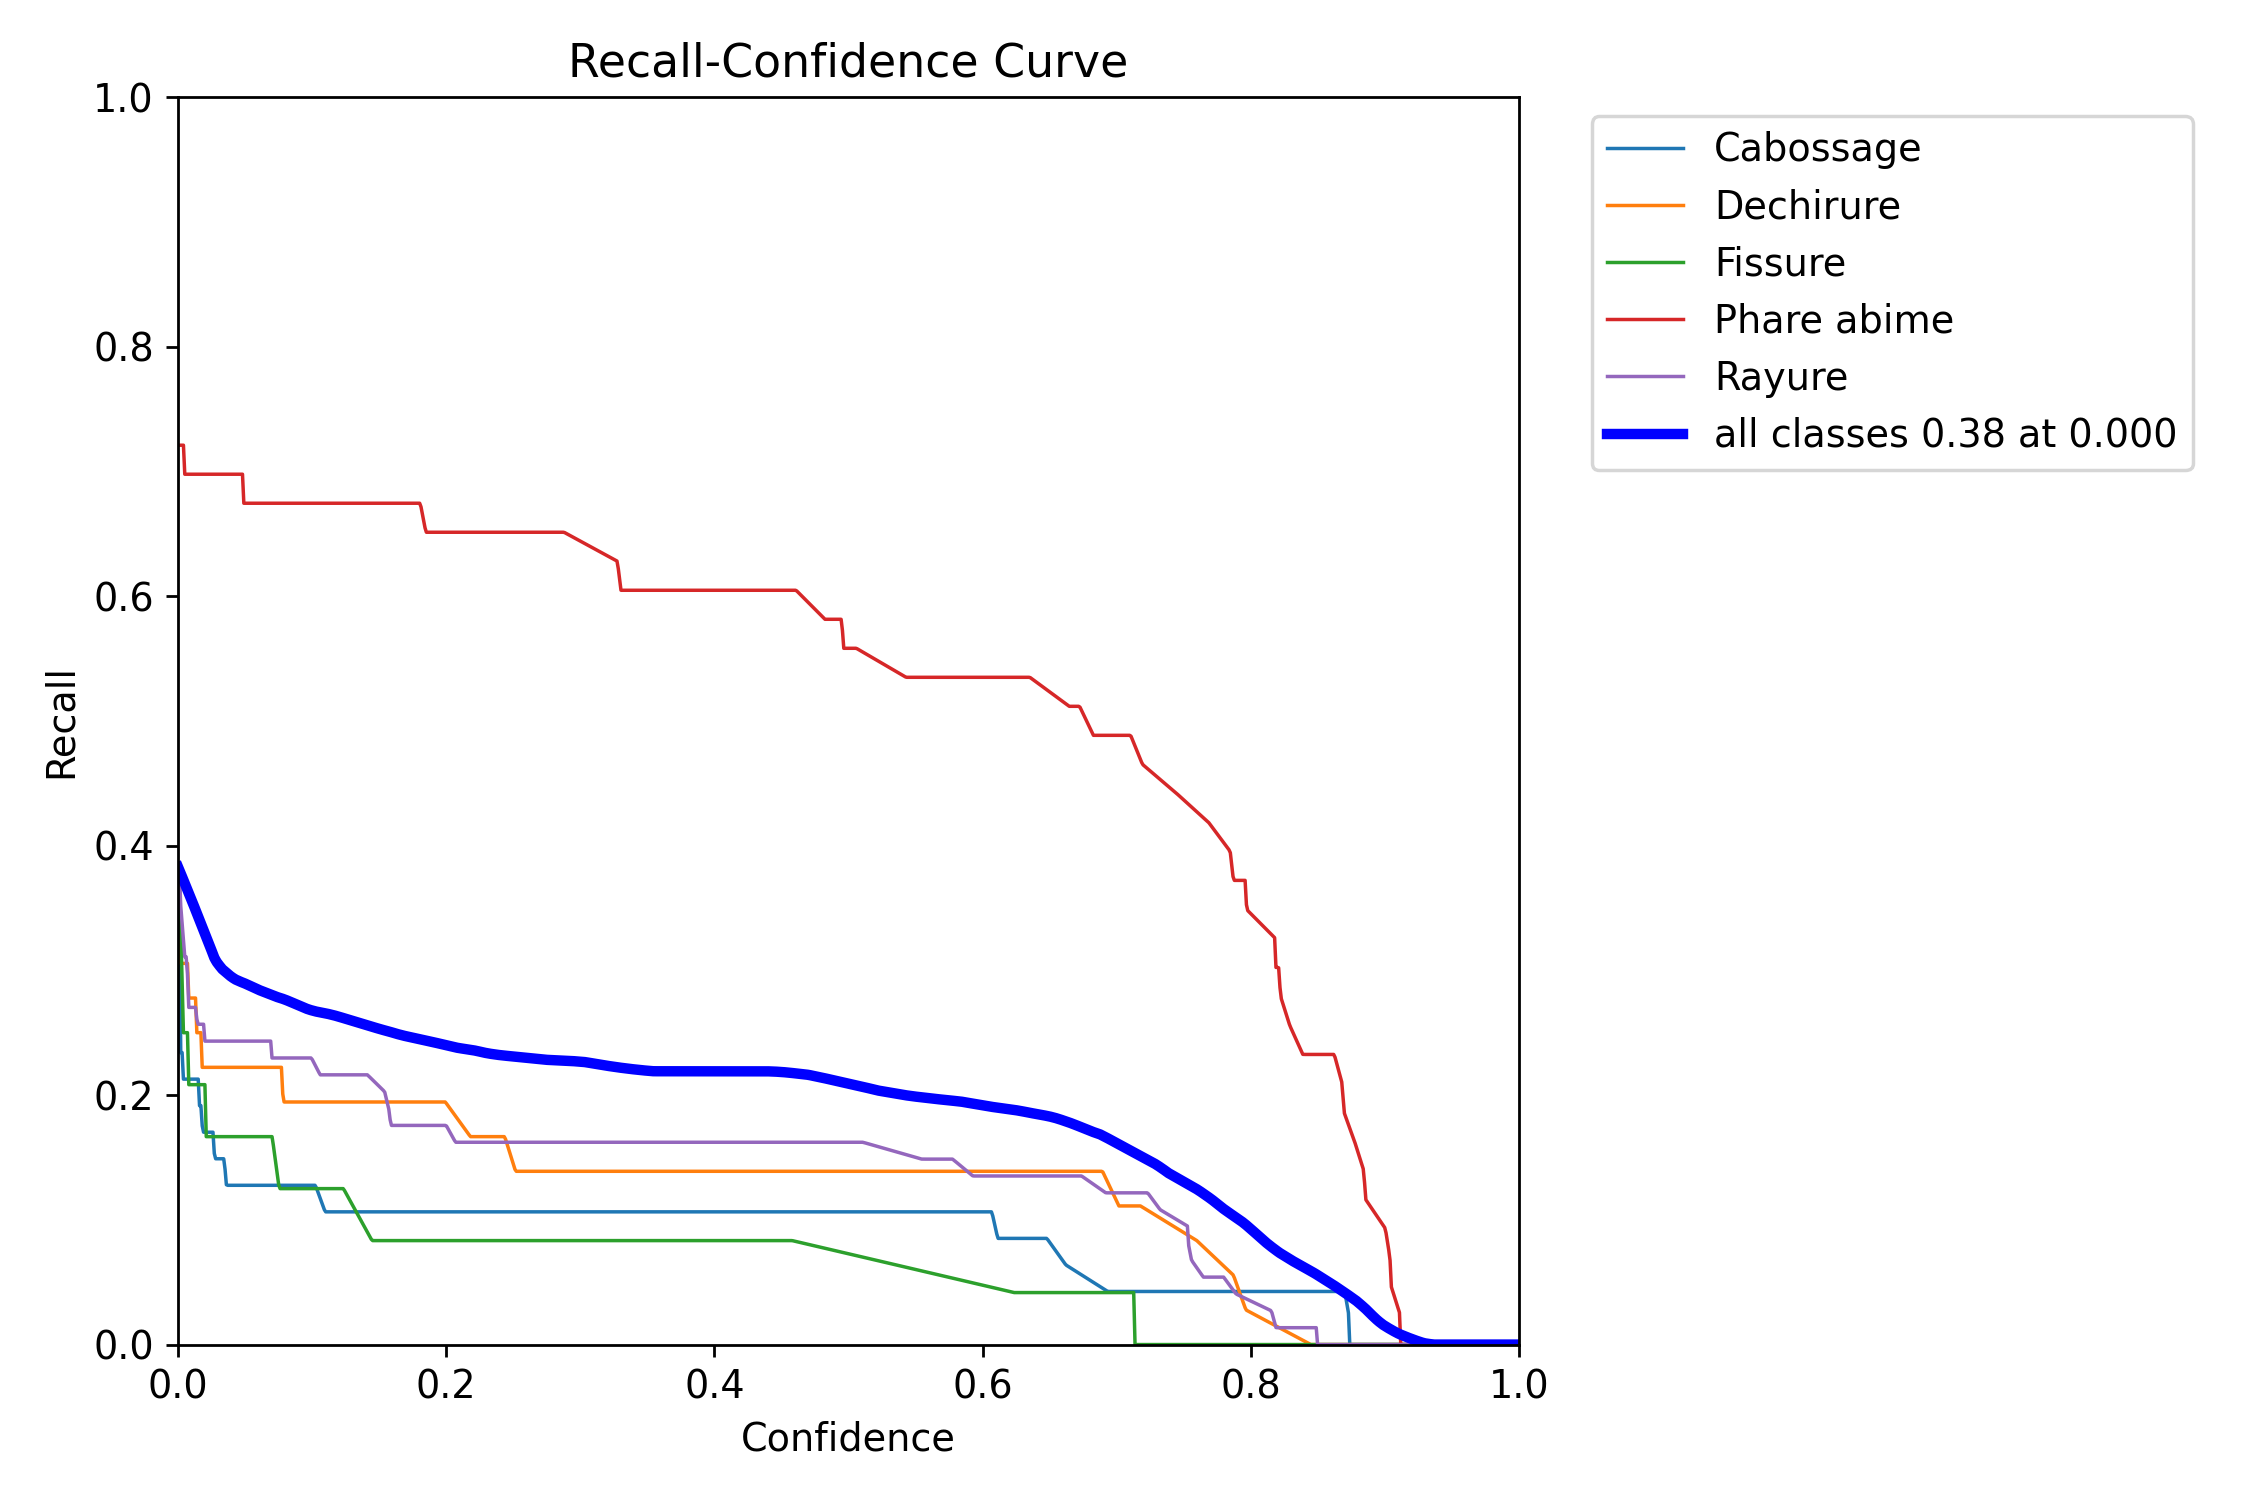 Recall-Confidence Curve
1.0
0.8
0.6
0.4
0.2
0.0
Recall
0.0 0.2 0.4 0.6 0.8 1.0
Confidence
Cabossage
Dechirure
Fissure
Phare abime
Rayure
all classes 0.38 at 0.000